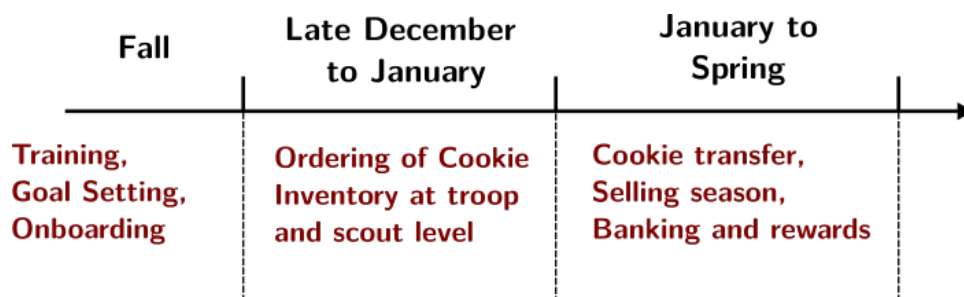 Fall
Late December
to January
January to
Spring
Training,
Goal Setting,
Onboarding
Ordering of Cookie
Inventory at troop
and scout level
Cookie transfer,
Selling season,
Banking and rewards